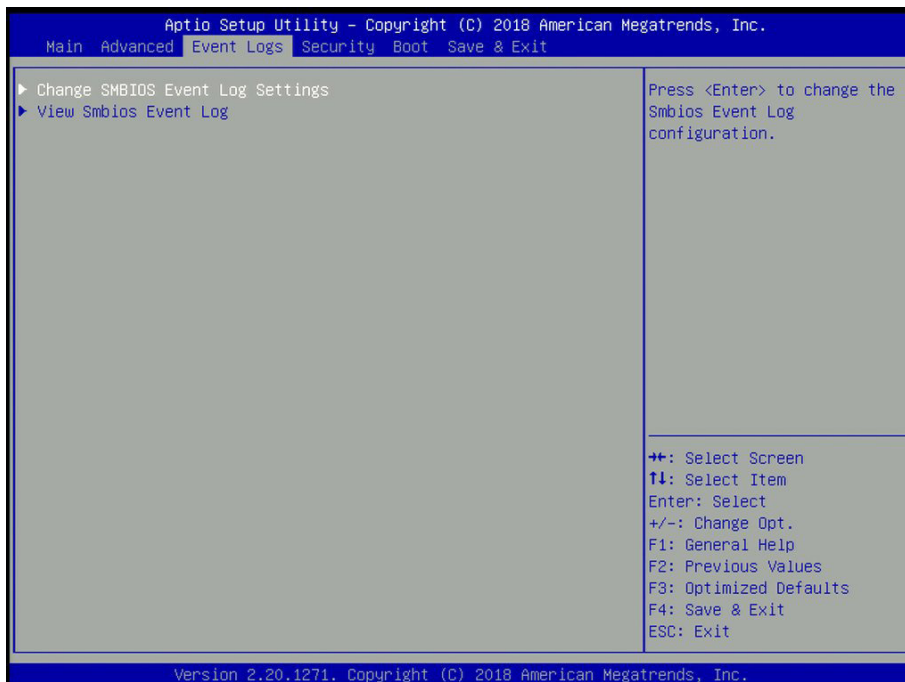 Aptio Setup Utility – Copyright (C) 2018 American Megatrends, Inc.
Main Advanced Event Logs Security Boot Save & Exit
▶ Change SMBIOS Event Log Settings
▶ View Smbios Event Log
Press <Enter> to change the
Smbios Event Log
configuration.
→←: Select Screen
↑↓: Select Item
Enter: Select
+/-: Change Opt.
F1: General Help
F2: Previous Values
F3: Optimized Defaults
F4: Save & Exit
ESC: Exit
Version 2.20.1271. Copyright (C) 2018 American Megatrends, Inc.